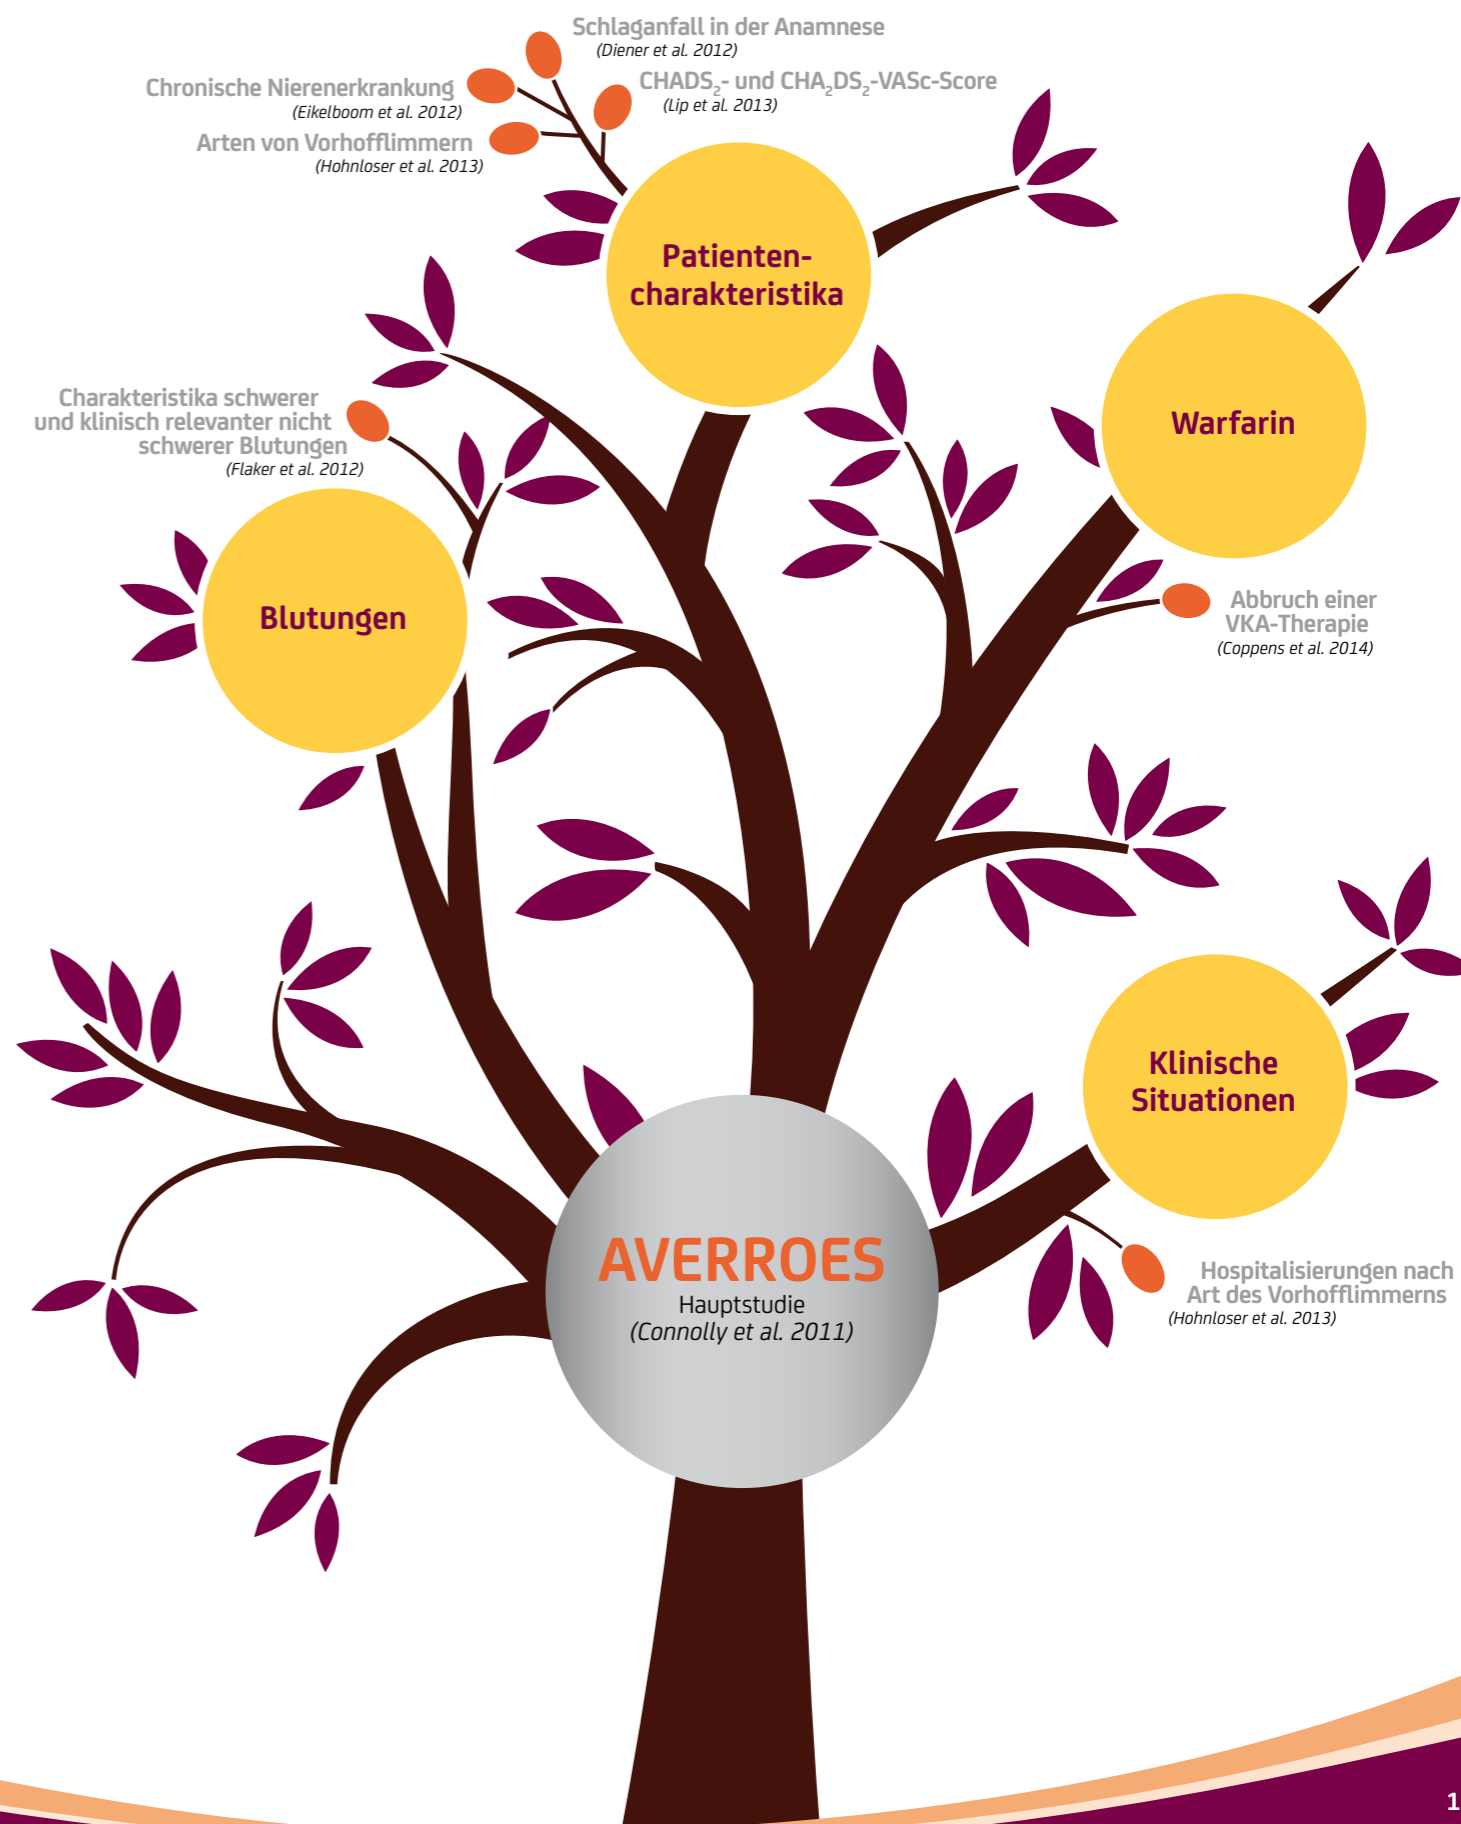 Schlaganfall in der Anamnese
(Diener et al. 2012)
Chronische Nierenerkrankung
(Eikelboom et al. 2012)
CHADS₂- und CHA₂DS₂-VASc-Score
(Lip et al. 2013)
Arten von Vorhofflimmern
(Hohnloser et al. 2013)
Patienten-
charakteristika
Warfarin
Charakteristika schwerer
und klinisch relevanter nicht
schwerer Blutungen
(Flaker et al. 2012)
Blutungen
Abbruch einer
VKA-Therapie
(Coppens et al. 2014)
Klinische
Situationen
AVERROES
Hauptstudie
(Connolly et al. 2011)
Hospitalisierungen nach
Art des Vorhofflimmerns
(Hohnloser et al. 2013)
1